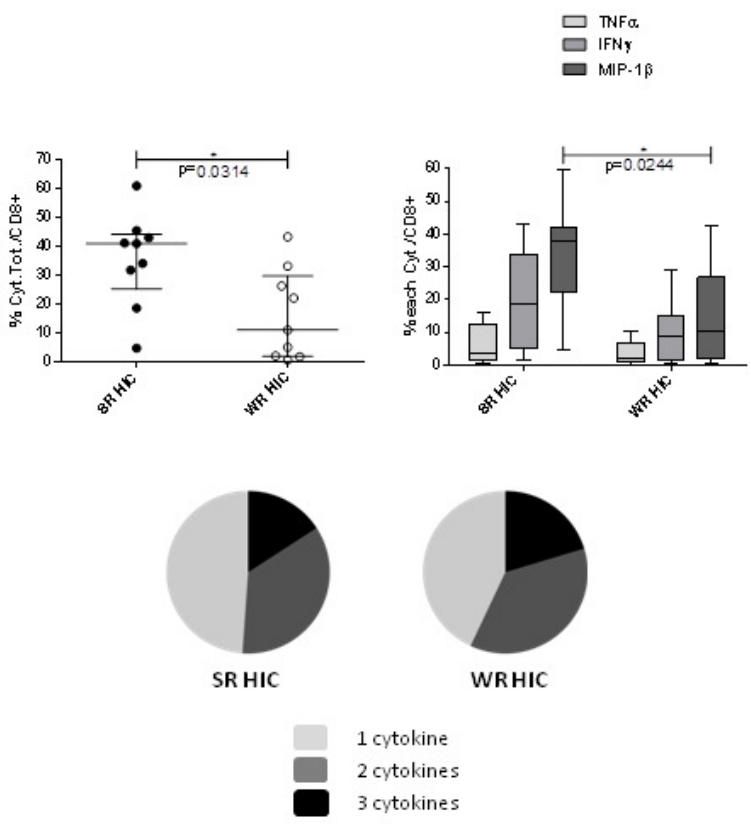 TNFα
IFNγ
MIP-1β
% Cyt.Tot./CD8+
70
60
50
40
30
20
10
0
*
p=0.0314
SR HIC
WR HIC
% each Cyt./CD8+
60
50
40
30
20
10
0
*
p=0.0244
SR HIC
WR HIC
SR HIC
WR HIC
1 cytokine
2 cytokines
3 cytokines